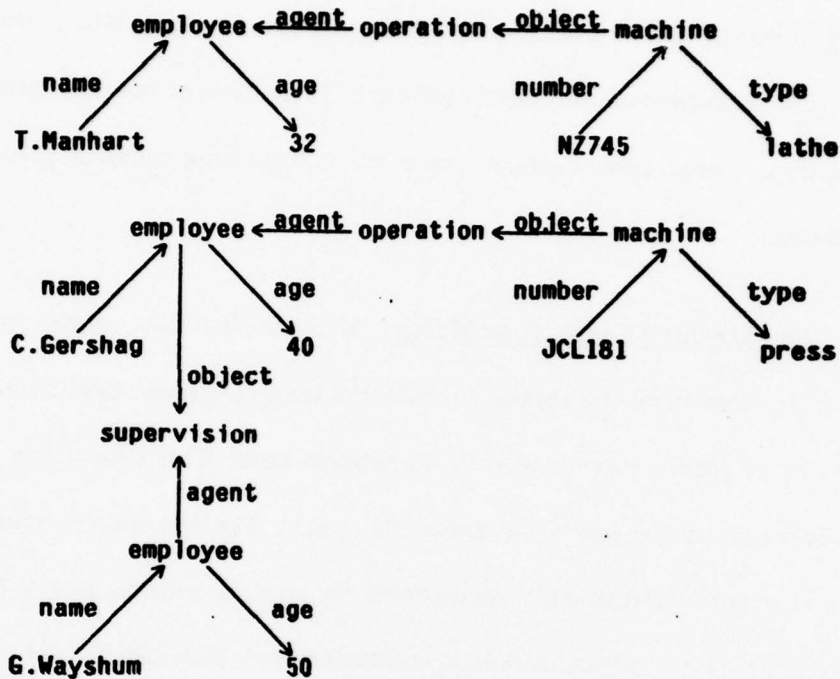 employee agent operation object machine
name age number type
T.Manhart 32 NZ745 lathe
employee agent operation object machine
name age number type
C.Gershag 40 JCL181 press
object
supervision
agent
employee
name age
G.Wayshum 50